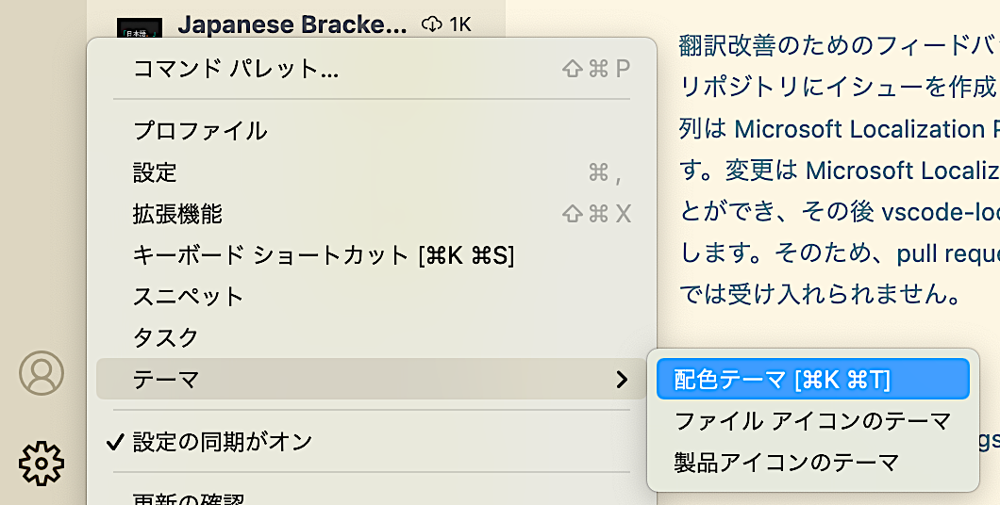 「日本語、」
Japanese Bracke... 1K
コマンド パレット... ⇧⌘P
プロファイル
設定 ⌘,
拡張機能 ⇧⌘X
キーボード ショートカット [⌘K ⌘S]
スニペット
タスク
テーマ
設定の同期がオン
更新の確認
配色テーマ [⌘K ⌘T]
ファイル アイコンのテーマ
製品アイコンのテーマ
翻訳改善のためのフィードバ
リポジトリにイシューを作成
列は Microsoft Localization P
す。変更は Microsoft Localiz
とができ、その後 vscode-loc
します。そのため、pull reque
では受け入れられません。
gs